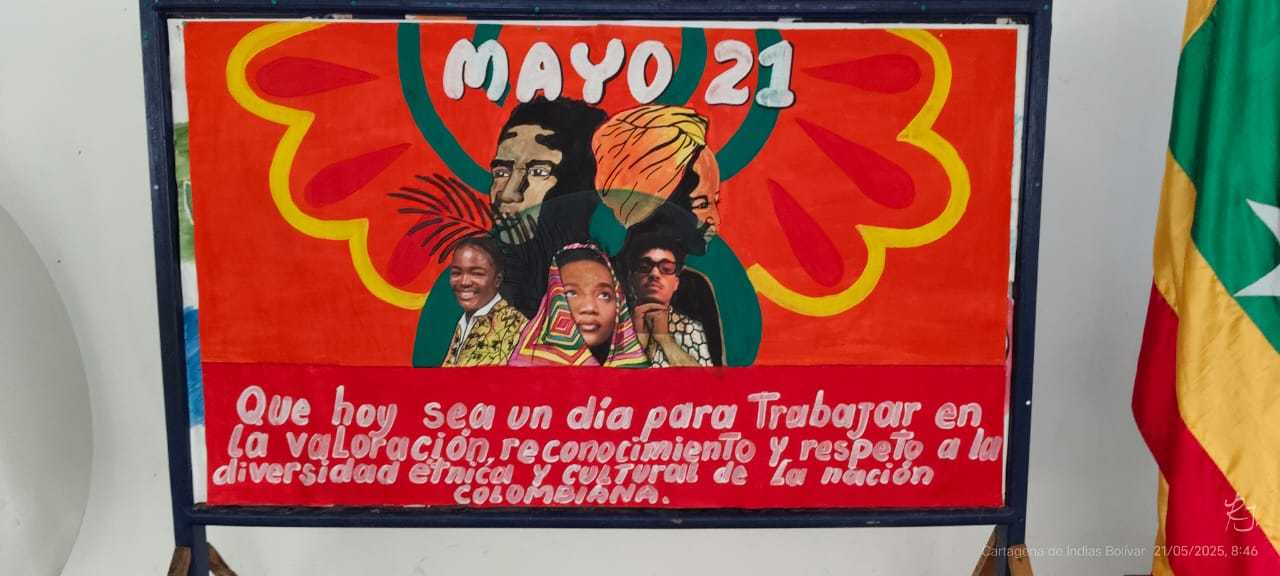 MAYO 21
Que hoy sea un día para Trabajar en
la valoración, reconocimiento y respeto a la
diversidad étnica y cultural de la nación
COLOMBIANA.
Cartagena de Indias Bolívar 21/05/2025, 8:46